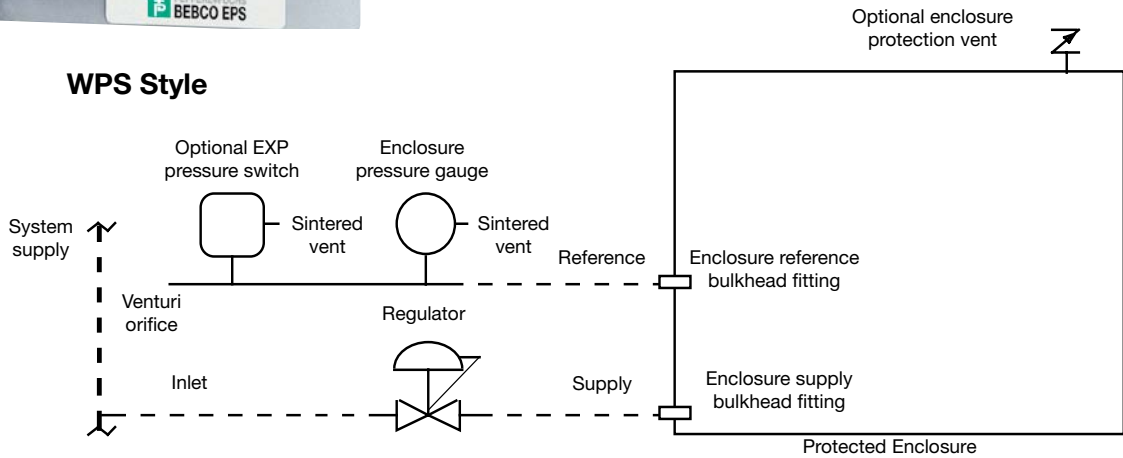 BEBCO EPS
WPS Style
Optional enclosure
protection vent
Optional EXP
pressure switch
Enclosure
pressure gauge
System
supply
Sintered
vent
Sintered
vent
Reference
Enclosure reference
bulkhead fitting
Venturi
orifice
Regulator
Inlet
Supply
Enclosure supply
bulkhead fitting
Protected Enclosure